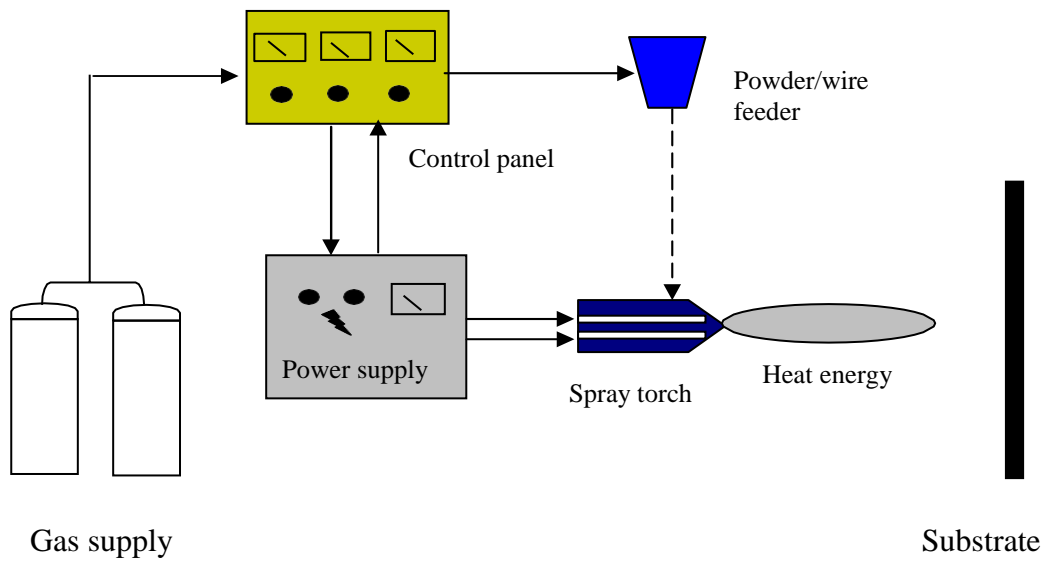 Powder/wire
feeder
Control panel
Power supply
Heat energy
Spray torch
Gas supply
Substrate